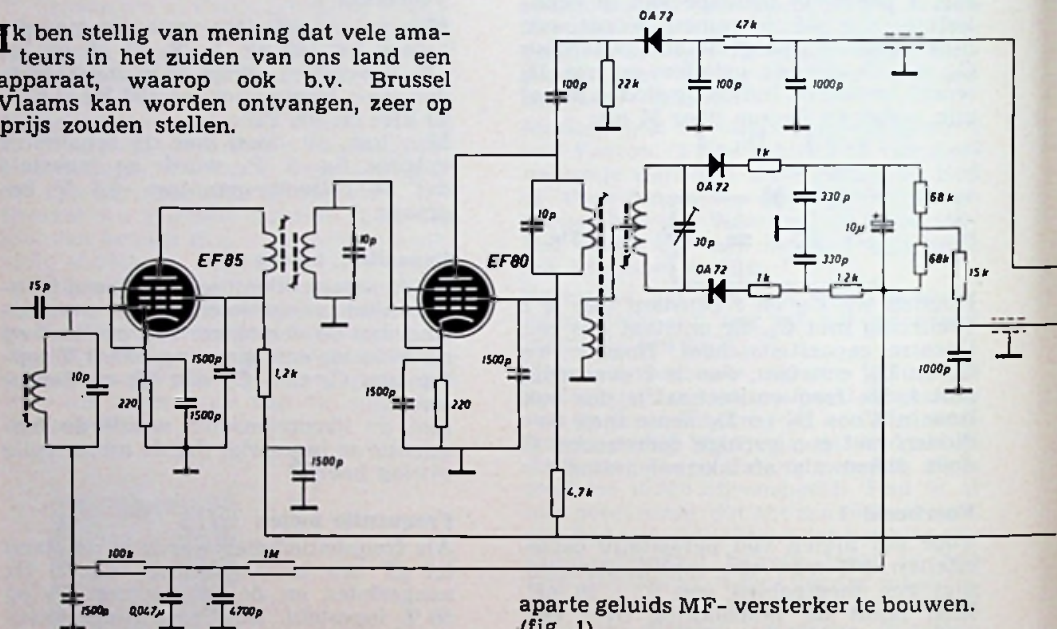 Ik ben stellig van mening dat vele ama-
teurs in het zuiden van ons land een
apparaat, waarop ook b.v. Brussel
Vlaams kan worden ontvangen, zeer op
prijs zouden stellen.
OA 72
47k
100p
22k
100p
1000p
1k
OA 72
330p
68k
10p
30p
10µ
+
330p
68k
15k
OA 72
1k
1.2k
1000p
EF85
10p
EF80
15p
10p
1500p
220
1500p
1,2k
1500p
1500p
220
1500p
4,7k
100k
1M
1500p
0,047µ
4700p
aparte geluids MF- versterker te bouwen.
(fig. 1)